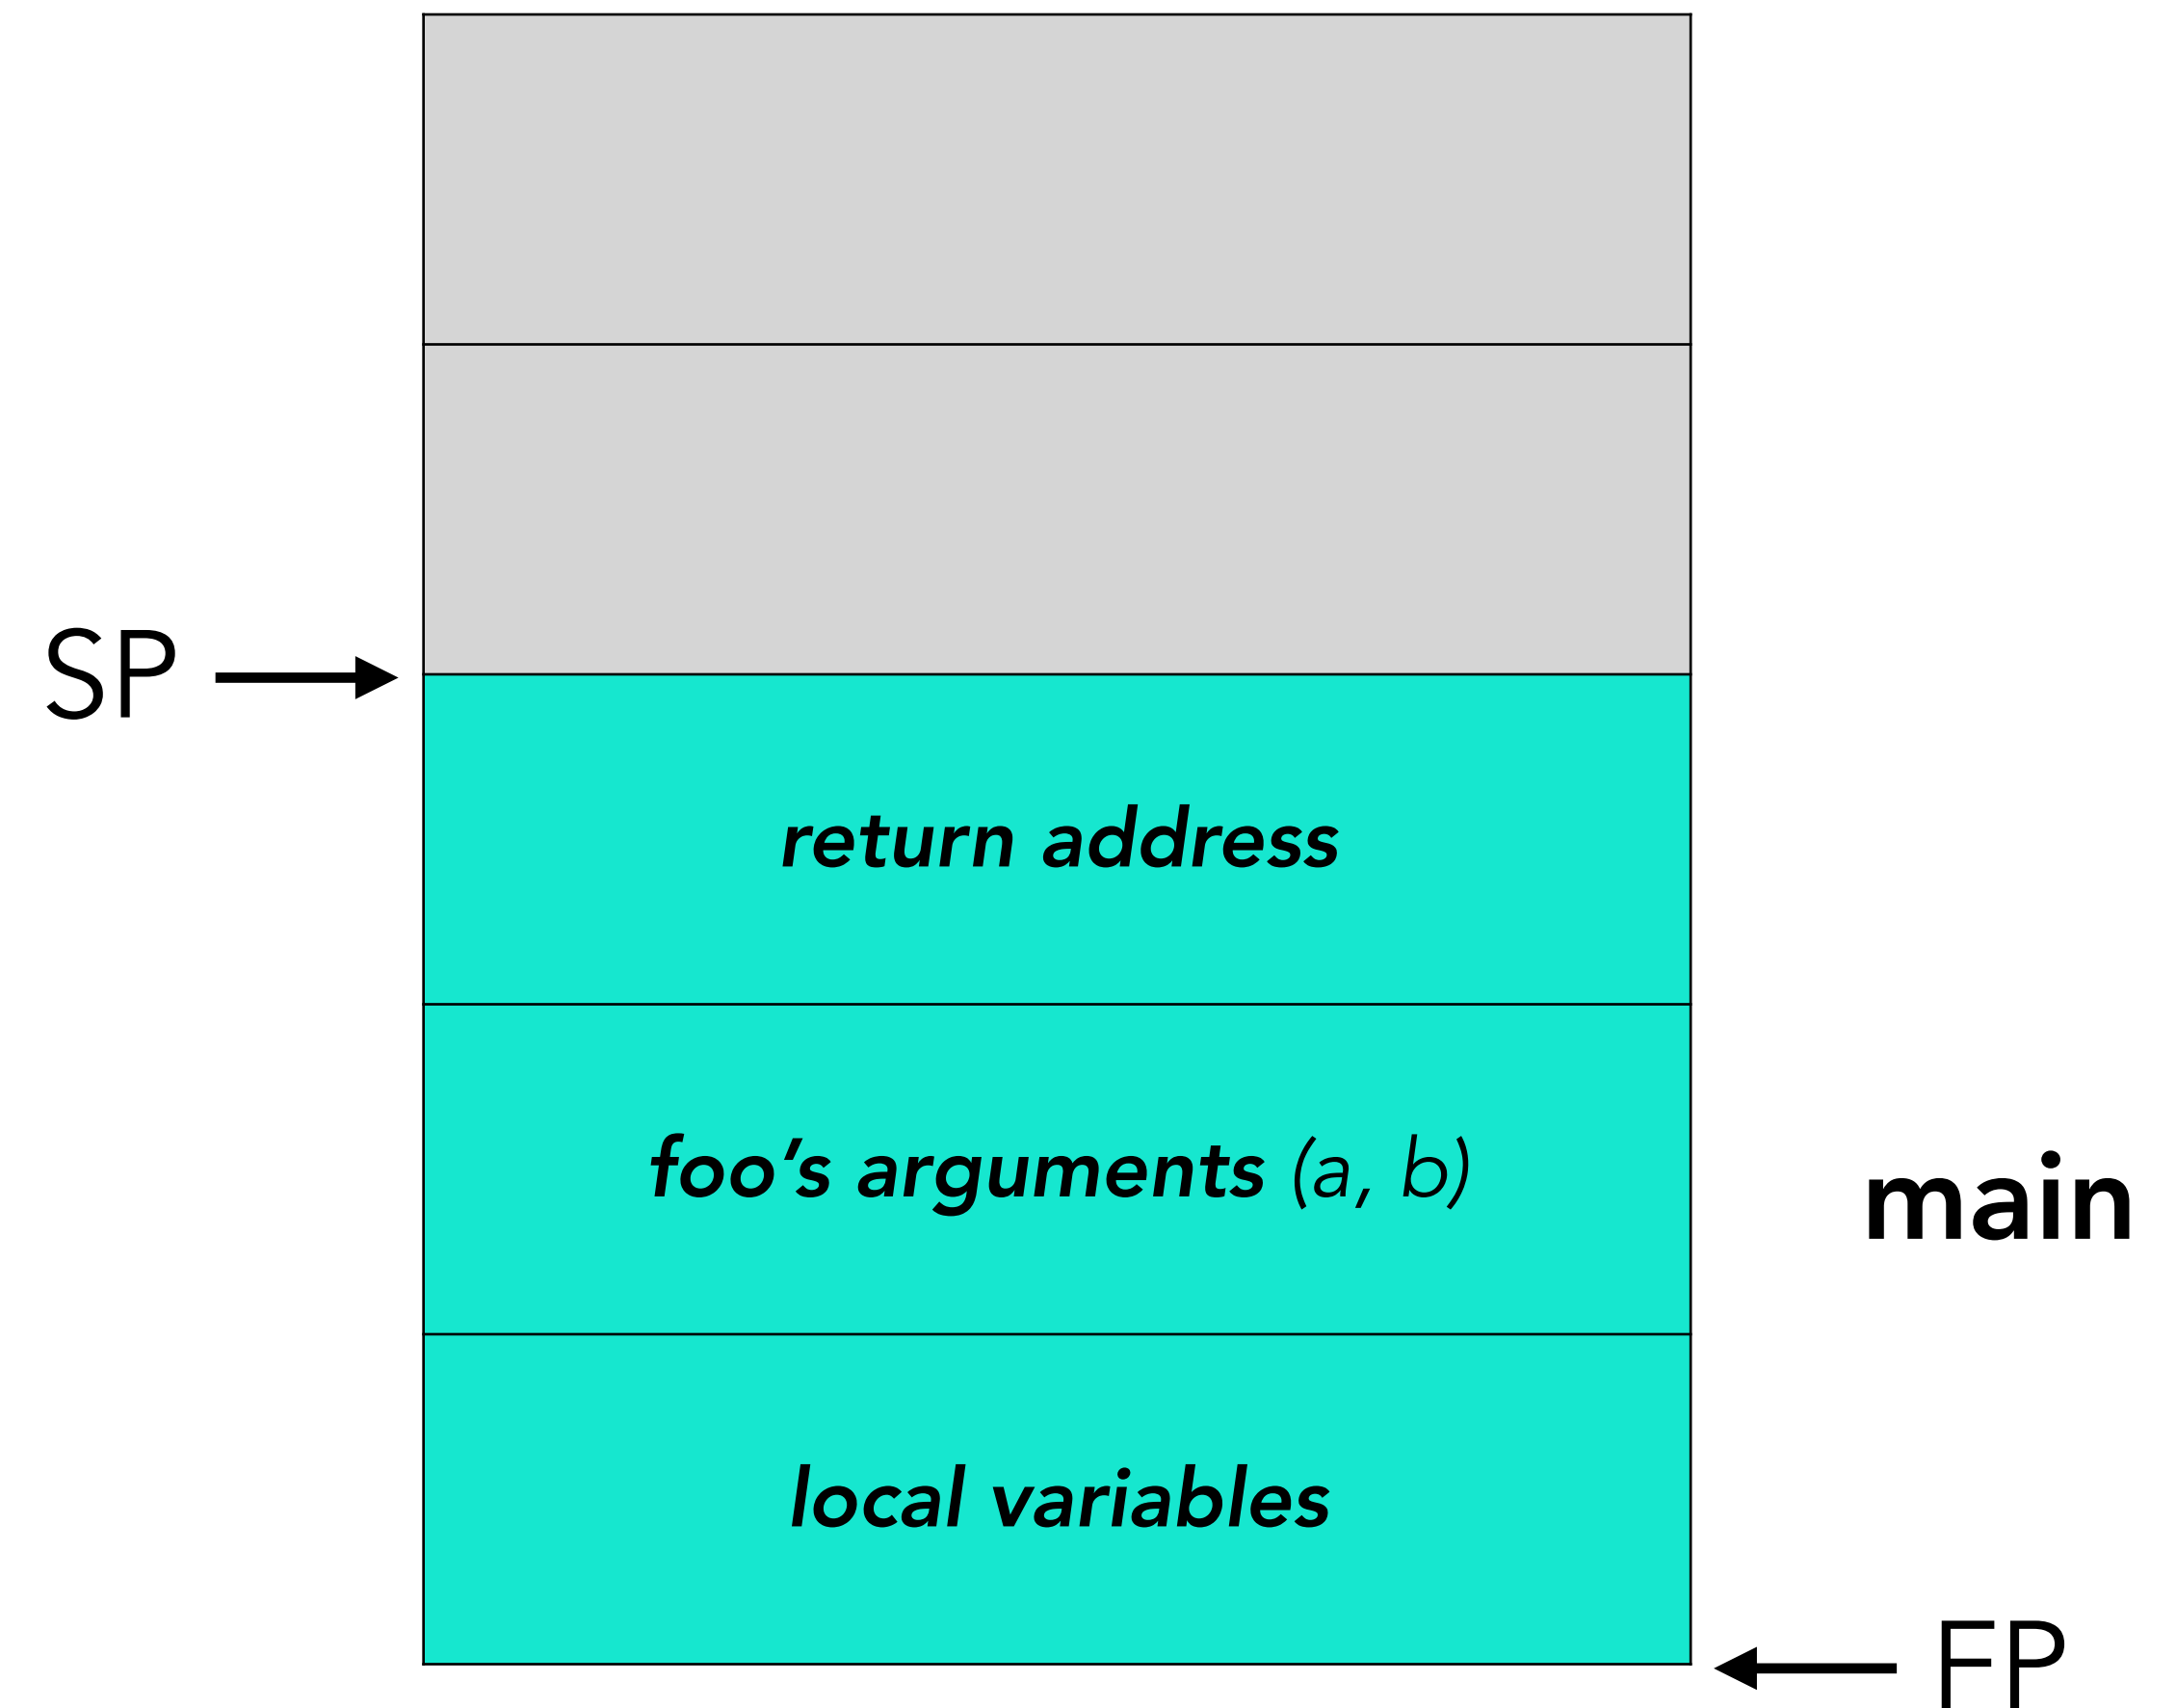 SP
return address
foo’s arguments (a, b)
main
local variables
FP